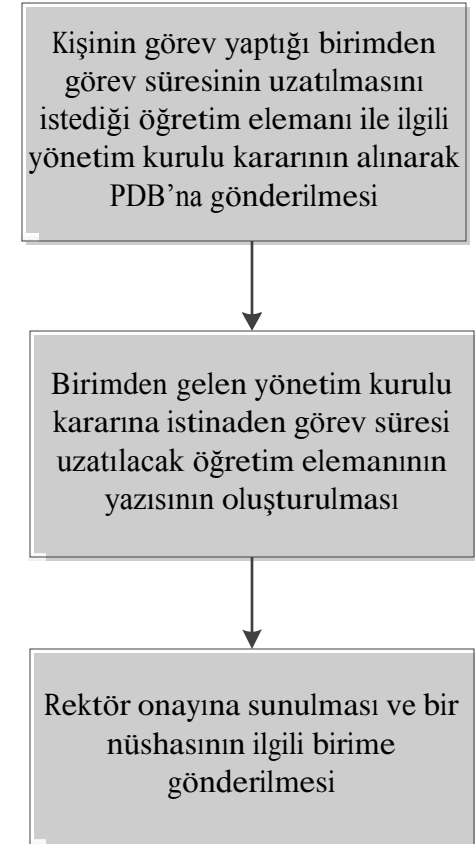 Kişinin görev yaptığı birimden
görev süresinin uzatılmasını
istediği öğretim elemanı ile ilgili
yönetim kurulu kararının alınarak
PDB’na gönderilmesi
Birimden gelen yönetim kurulu
kararına istinaden görev süresi
uzatılacak öğretim elemanının
yazısının oluşturulması
Rektör onayına sunulması ve bir
nüshasının ilgili birime
gönderilmesi